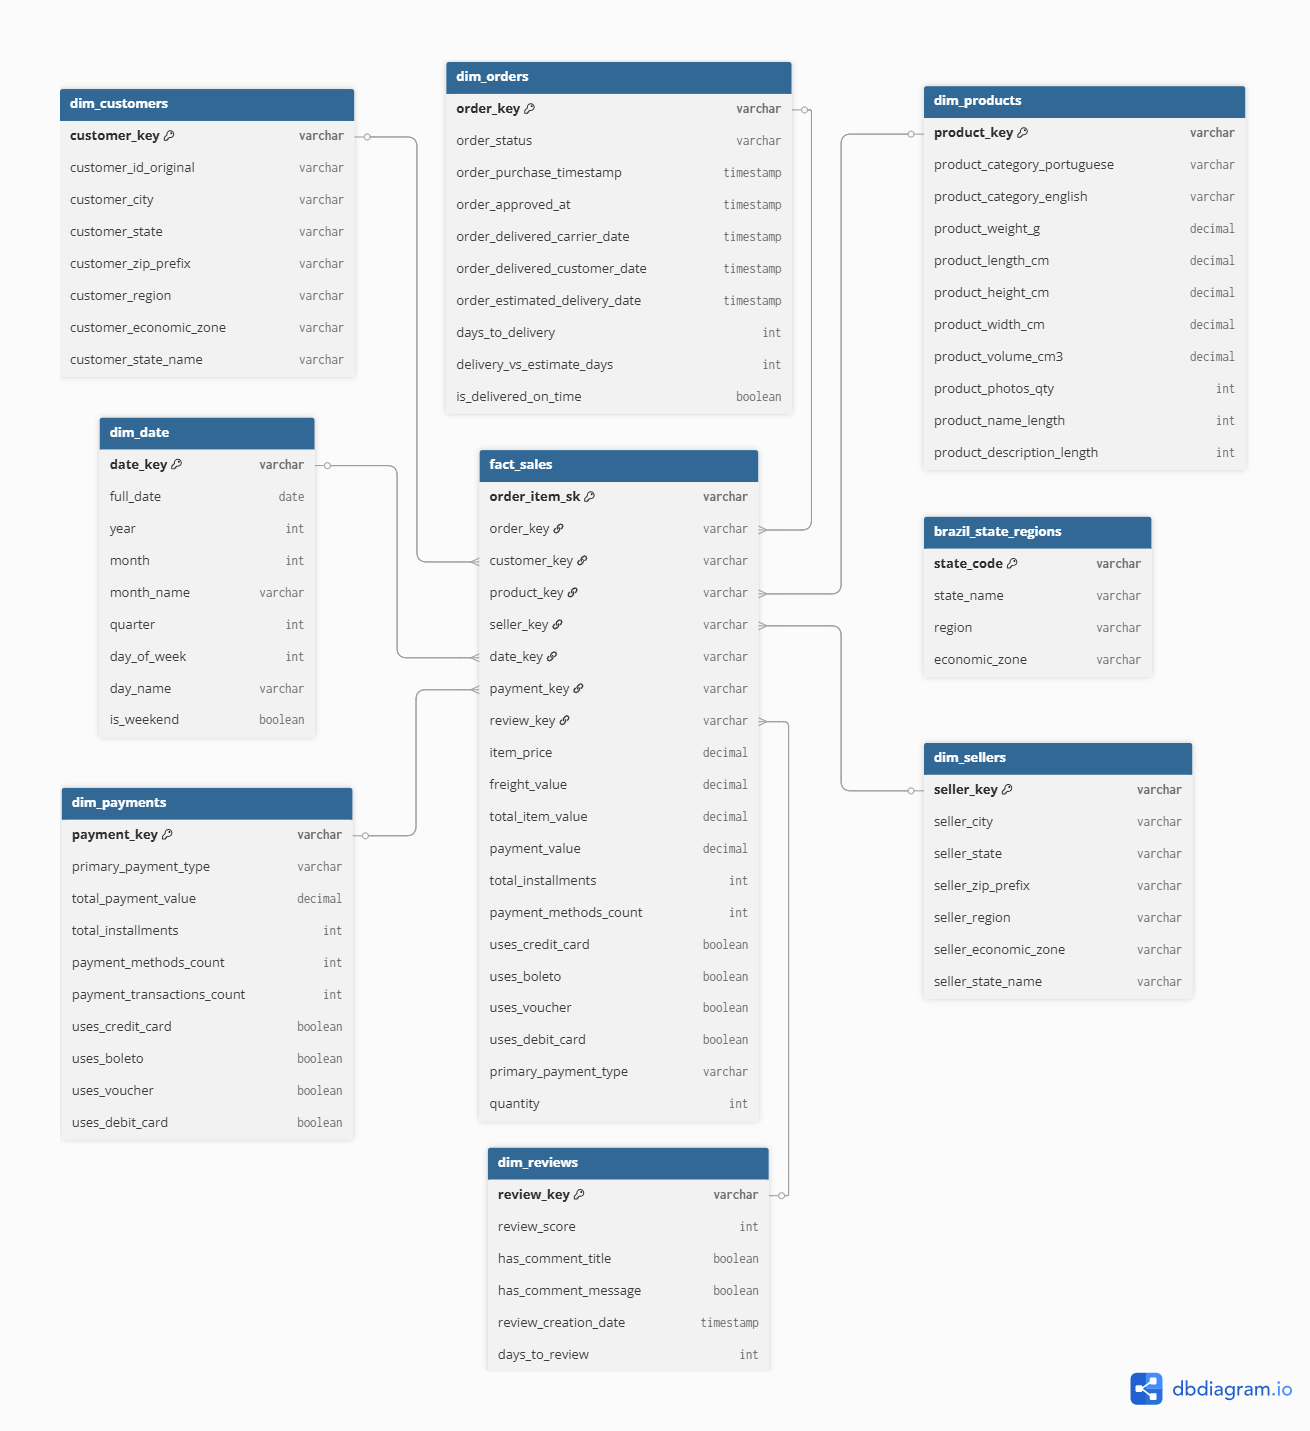 dim_customers
customer_key varchar
customer_id_original varchar
customer_city varchar
customer_state varchar
customer_zip_prefix varchar
customer_region varchar
customer_economic_zone varchar
customer_state_name varchar
dim_orders
order_key varchar
order_status varchar
order_purchase_timestamp timestamp
order_approved_at timestamp
order_delivered_carrier_date timestamp
order_delivered_customer_date timestamp
order_estimated_delivery_date timestamp
days_to_delivery int
delivery_vs_estimate_days int
is_delivered_on_time boolean
dim_products
product_key varchar
product_category_portuguese varchar
product_category_english varchar
product_weight_g decimal
product_length_cm decimal
product_height_cm decimal
product_width_cm decimal
product_volume_cm3 decimal
product_photos_qty int
product_name_length int
product_description_length int
dim_date
date_key varchar
full_date date
year int
month int
month_name varchar
quarter int
day_of_week int
day_name varchar
is_weekend boolean
fact_sales
order_item_sk varchar
order_key varchar
customer_key varchar
product_key varchar
seller_key varchar
date_key varchar
payment_key varchar
review_key varchar
item_price decimal
freight_value decimal
total_item_value decimal
payment_value decimal
total_installments int
payment_methods_count int
uses_credit_card boolean
uses_boleto boolean
uses_voucher boolean
uses_debit_card boolean
primary_payment_type varchar
quantity int
brazil_state_regions
state_code varchar
state_name varchar
region varchar
economic_zone varchar
dim_sellers
seller_key varchar
seller_city varchar
seller_state varchar
seller_zip_prefix varchar
seller_region varchar
seller_economic_zone varchar
seller_state_name varchar
dim_payments
payment_key varchar
primary_payment_type varchar
total_payment_value decimal
total_installments int
payment_methods_count int
payment_transactions_count int
uses_credit_card boolean
uses_boleto boolean
uses_voucher boolean
uses_debit_card boolean
dim_reviews
review_key varchar
review_score int
has_comment_title boolean
has_comment_message boolean
review_creation_date timestamp
days_to_review int
dbdiagram.io